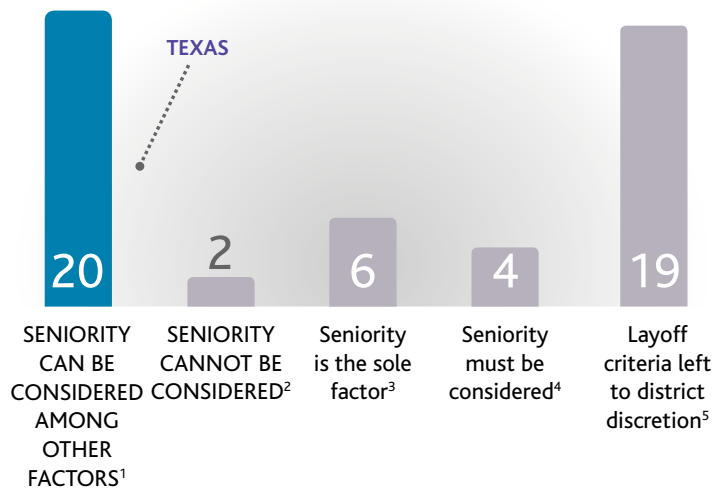 TEXAS
20
2
6
4
19
SENIORITY
CAN BE
CONSIDERED
AMONG
OTHER
FACTORS¹
SENIORITY
CANNOT BE
CONSIDERED²
Seniority
is the sole
factor³
Seniority
must be
considered⁴
Layoff
criteria left
to district
discretion⁵